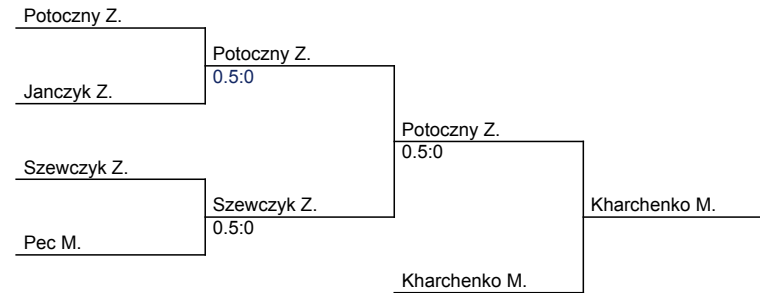 Potoczny Z.
Potoczny Z.
0.5:0
Janczyk Z.
Potoczny Z.
0.5:0
Szewczyk Z.
Szewczyk Z.
0.5:0
Kharchenko M.
Pec M.
Kharchenko M.